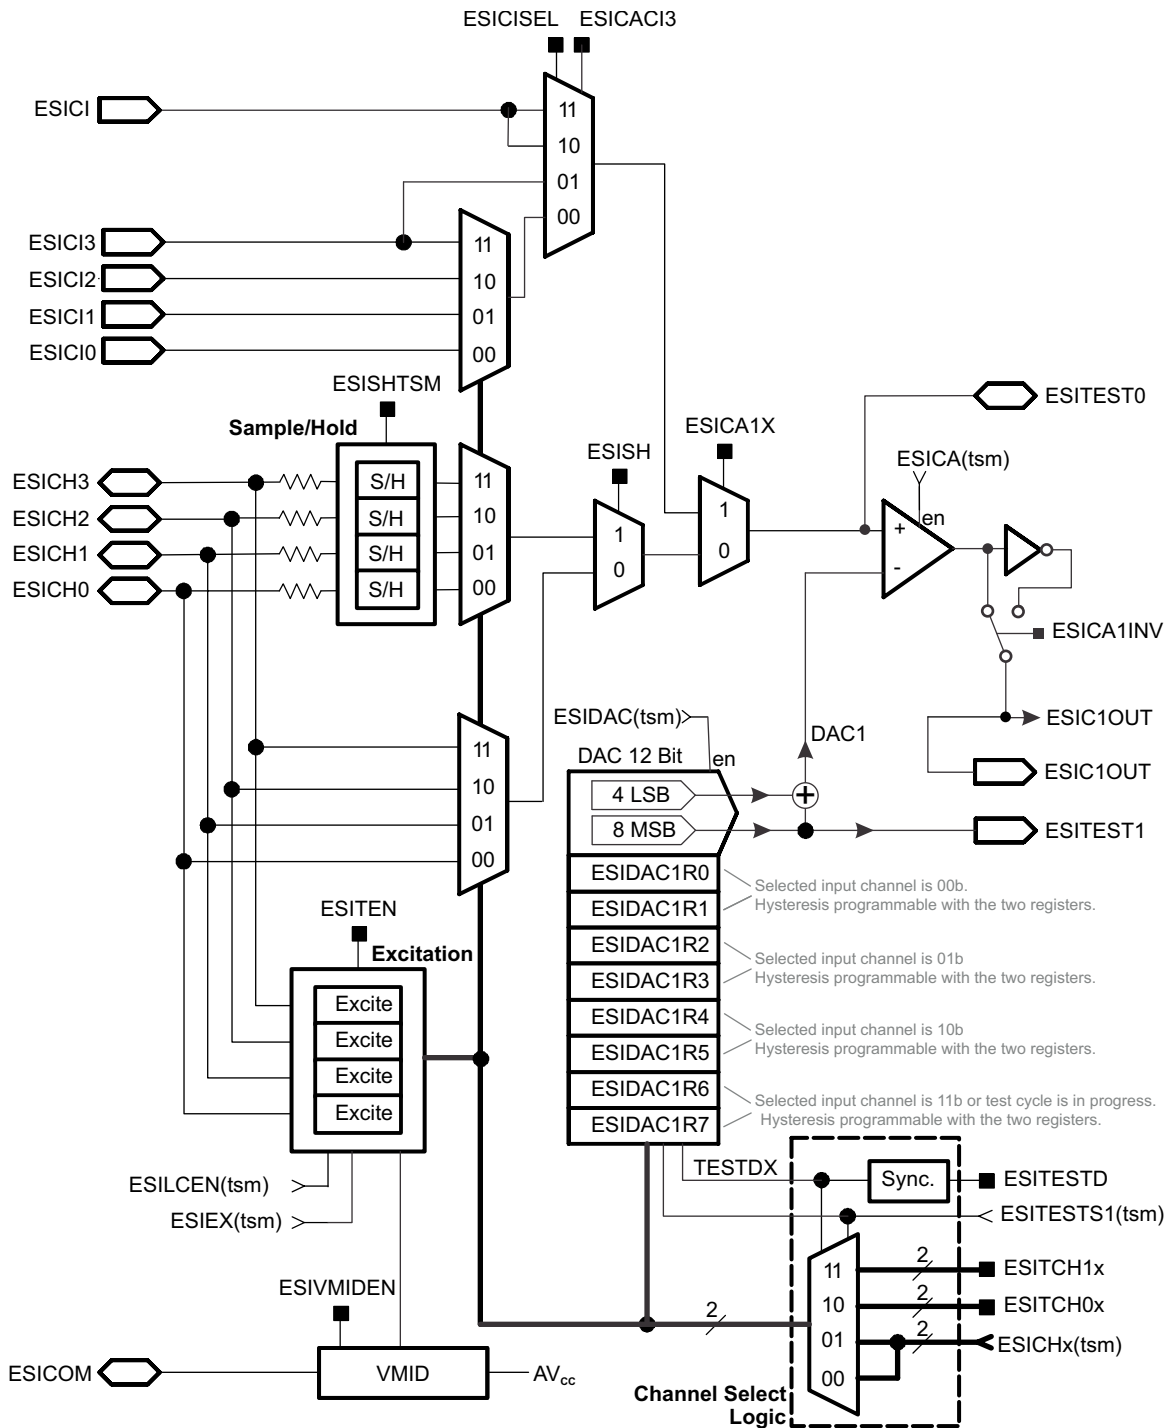 ESICISEL ESICACI3
ESICI
11
10
01
00
ESICI3
ESICI2
ESICI1
ESICI0
11
10
01
00
ESISHTSM
Sample/Hold
ESICH3
ESICH2
ESICH1
ESICH0
S/H
S/H
S/H
S/H
11
10
01
00
ESISH
1
0
ESICA1X
1
0
ESITEST0
ESICA(tsm)
en
+
-
ESICA1INV
ESIC1OUT
ESIC1OUT
ESITEST1
11
10
01
00
ESIDAC(tsm)
DAC1
DAC 12 Bit
en
4 LSB
8 MSB
+
ESIDAC1R0
ESIDAC1R1
ESIDAC1R2
ESIDAC1R3
ESIDAC1R4
ESIDAC1R5
ESIDAC1R6
ESIDAC1R7
Selected input channel is 00b.
Hysteresis programmable with the two registers.
Selected input channel is 01b
Hysteresis programmable with the two registers.
Selected input channel is 10b
Hysteresis programmable with the two registers.
Selected input channel is 11b or test cycle is in progress.
Hysteresis programmable with the two registers.
ESITEN
Excitation
Excite
Excite
Excite
Excite
ESILCEN(tsm)
ESIEX(tsm)
ESIVMIDEN
ESICOM
VMID
AVcc
TESTDX
Sync.
ESITESTD
ESITESTS1(tsm)
11
10
01
00
2
2
2
2
ESITCH1x
ESITCH0x
ESICHx(tsm)
Channel Select
Logic